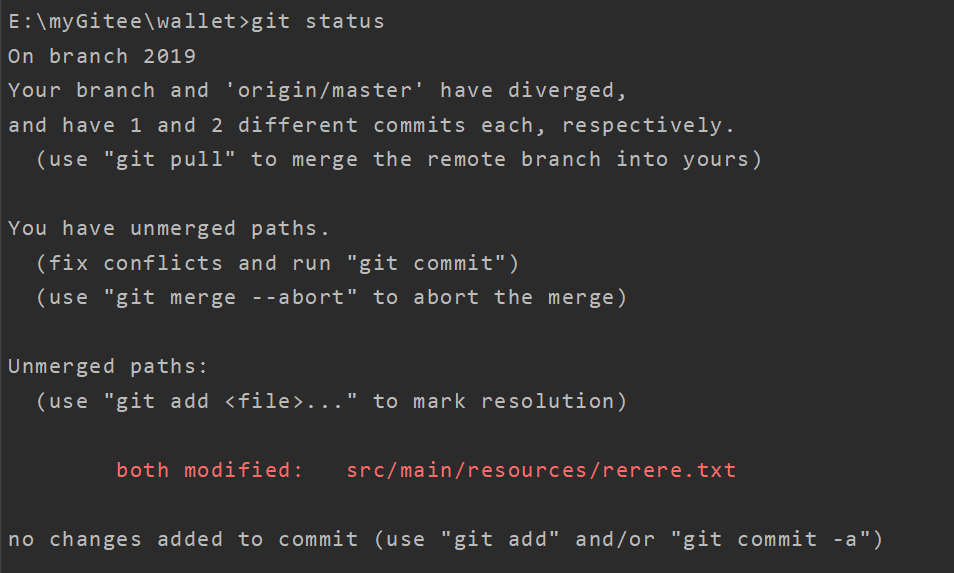 E:\myGitee\wallet>git status
On branch 2019
Your branch and 'origin/master' have diverged,
and have 1 and 2 different commits each, respectively.
  (use "git pull" to merge the remote branch into yours)

You have unmerged paths.
  (fix conflicts and run "git commit")
  (use "git merge --abort" to abort the merge)

Unmerged paths:
  (use "git add <file>..." to mark resolution)

        both modified:   src/main/resources/rerere.txt

no changes added to commit (use "git add" and/or "git commit -a")